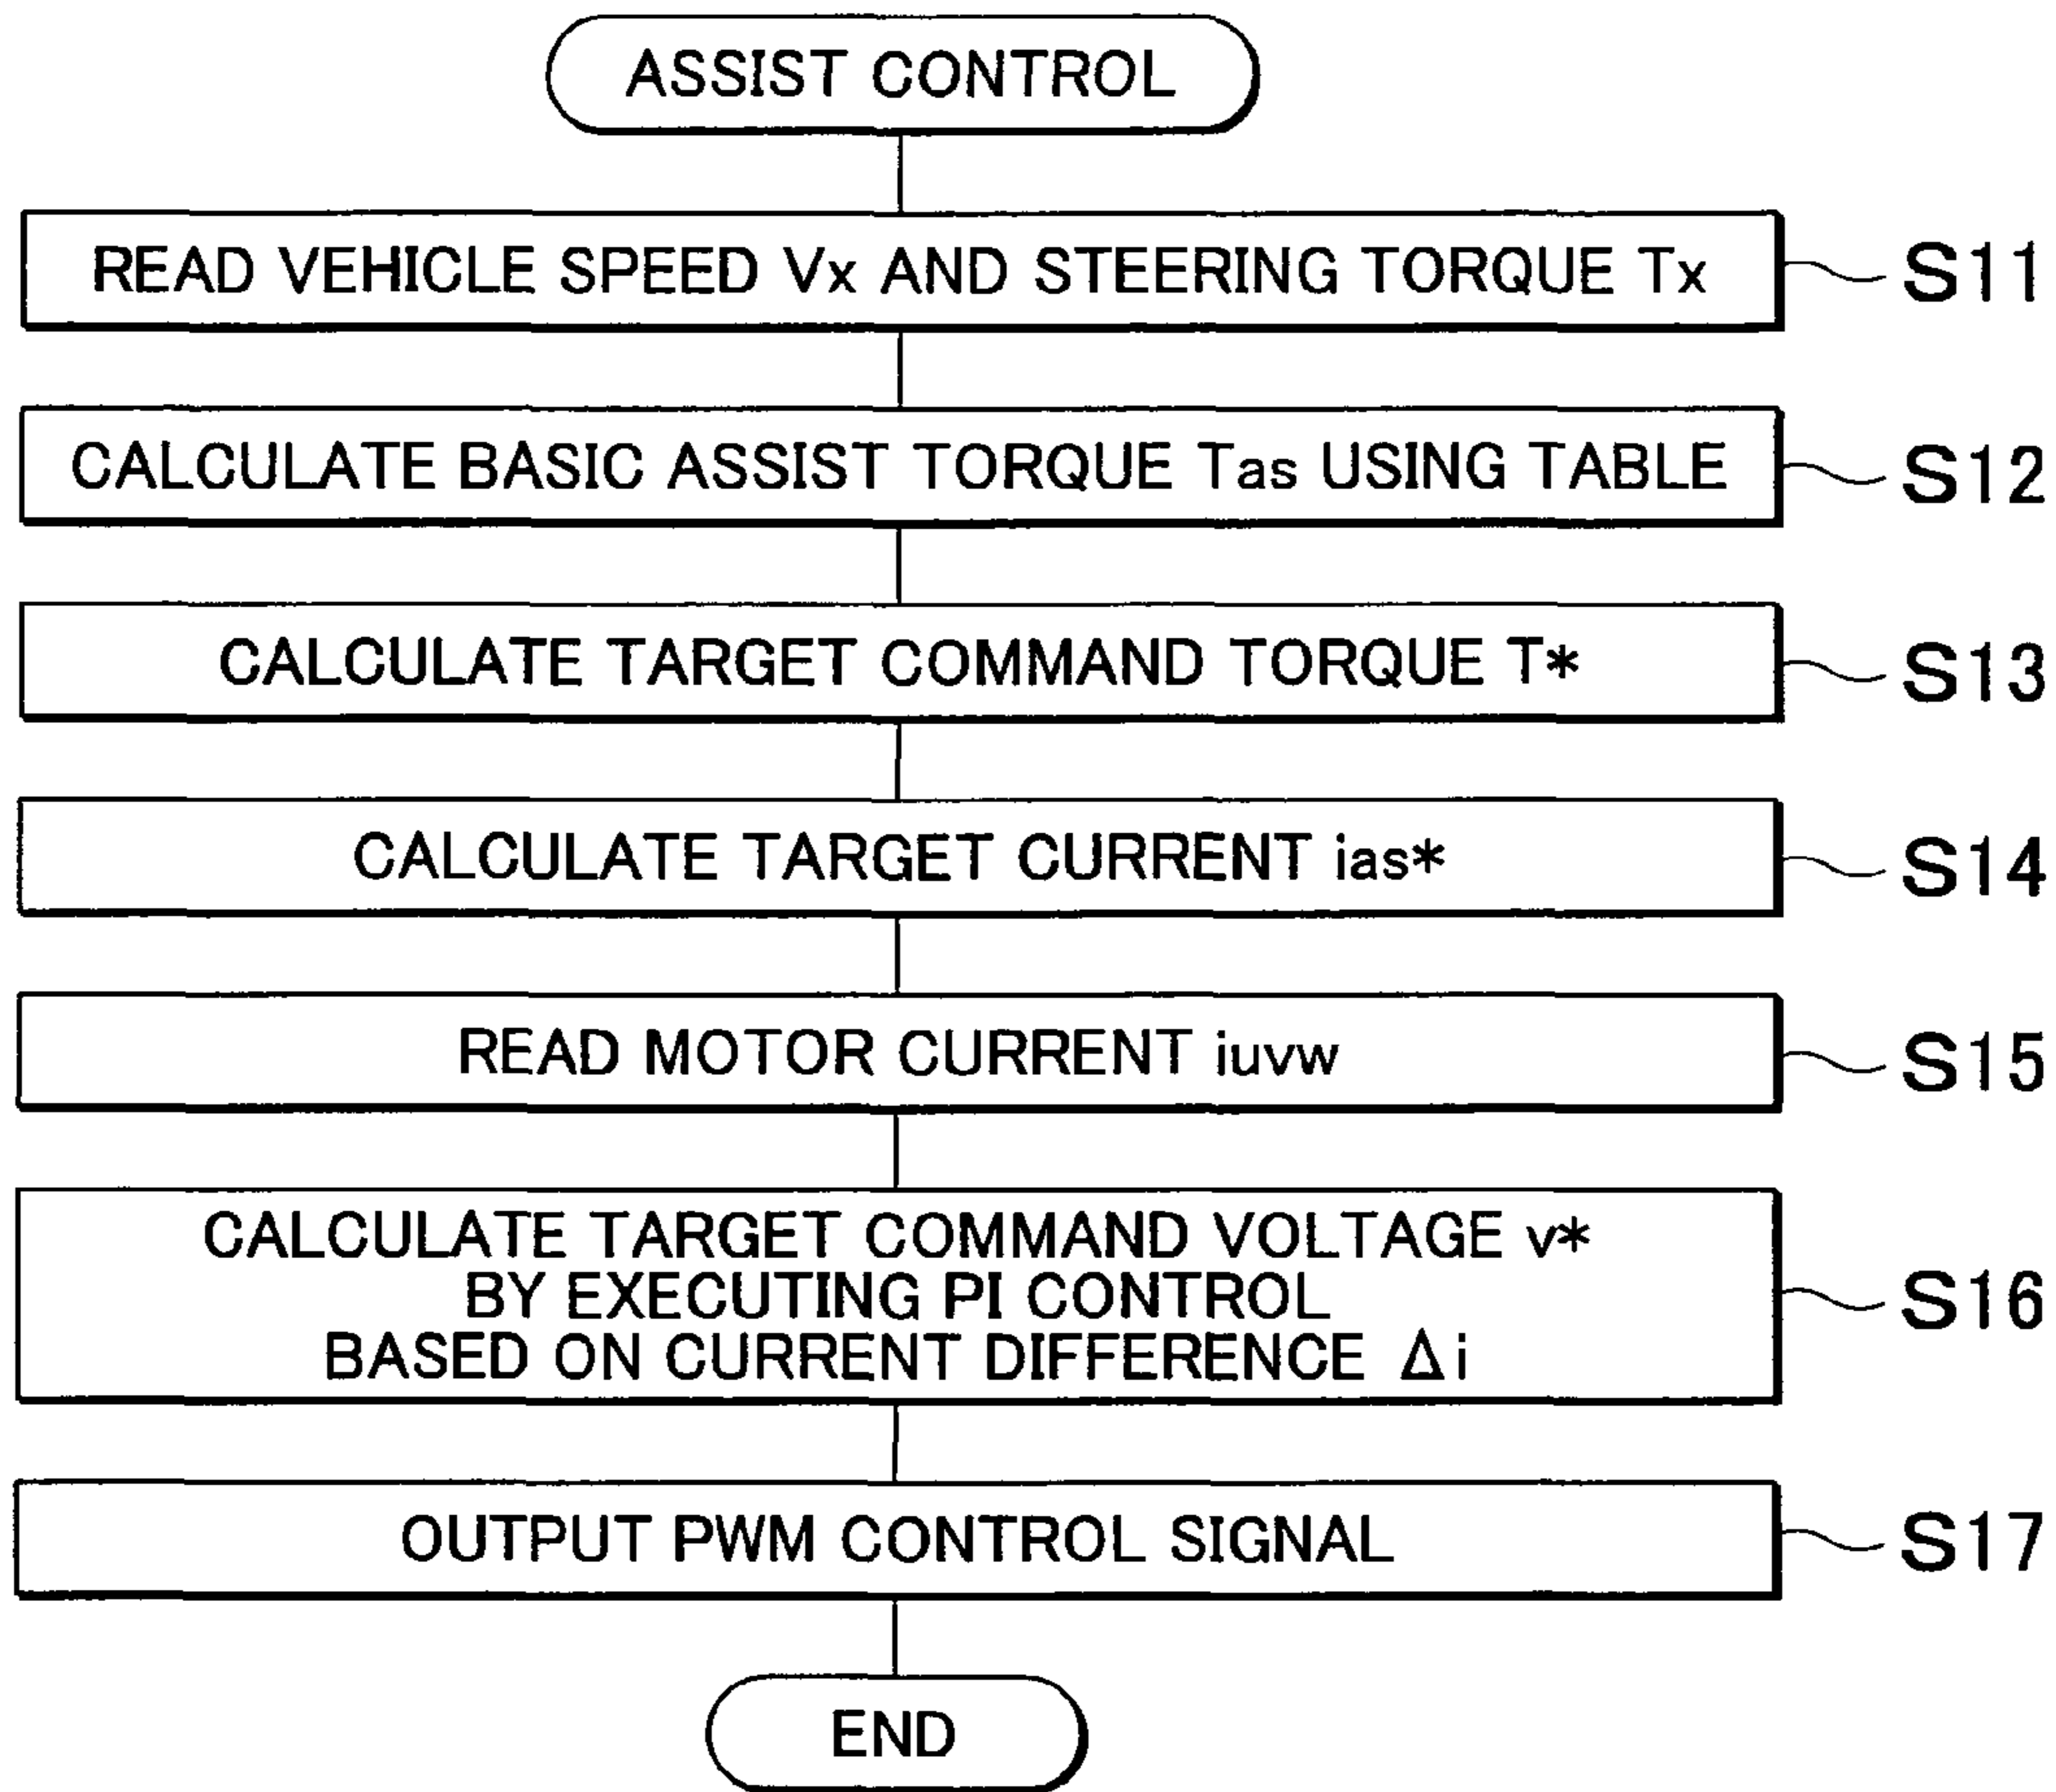 ASSIST CONTROL
READ VEHICLE SPEED Vx AND STEERING TORQUE Tx
S11
CALCULATE BASIC ASSIST TORQUE Tas USING TABLE
S12
CALCULATE TARGET COMMAND TORQUE T*
S13
CALCULATE TARGET CURRENT ias*
S14
READ MOTOR CURRENT iuvw
S15
CALCULATE TARGET COMMAND VOLTAGE v*
BY EXECUTING PI CONTROL
BASED ON CURRENT DIFFERENCE Δi
S16
OUTPUT PWM CONTROL SIGNAL
S17
END